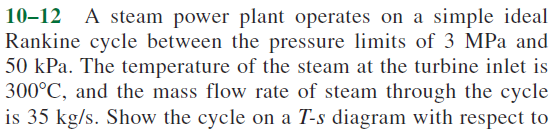 10–12 A steam power plant operates on a simple ideal
Rankine cycle between the pressure limits of 3 MPa and
50 kPa. The temperature of the steam at the turbine inlet is
300°C, and the mass flow rate of steam through the cycle
is 35 kg/s. Show the cycle on a T-s diagram with respect to